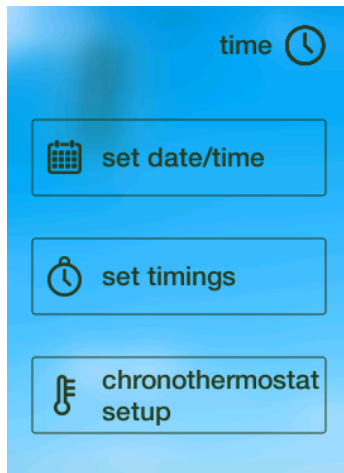 time
set date/time
set timings
chronothermostat
setup